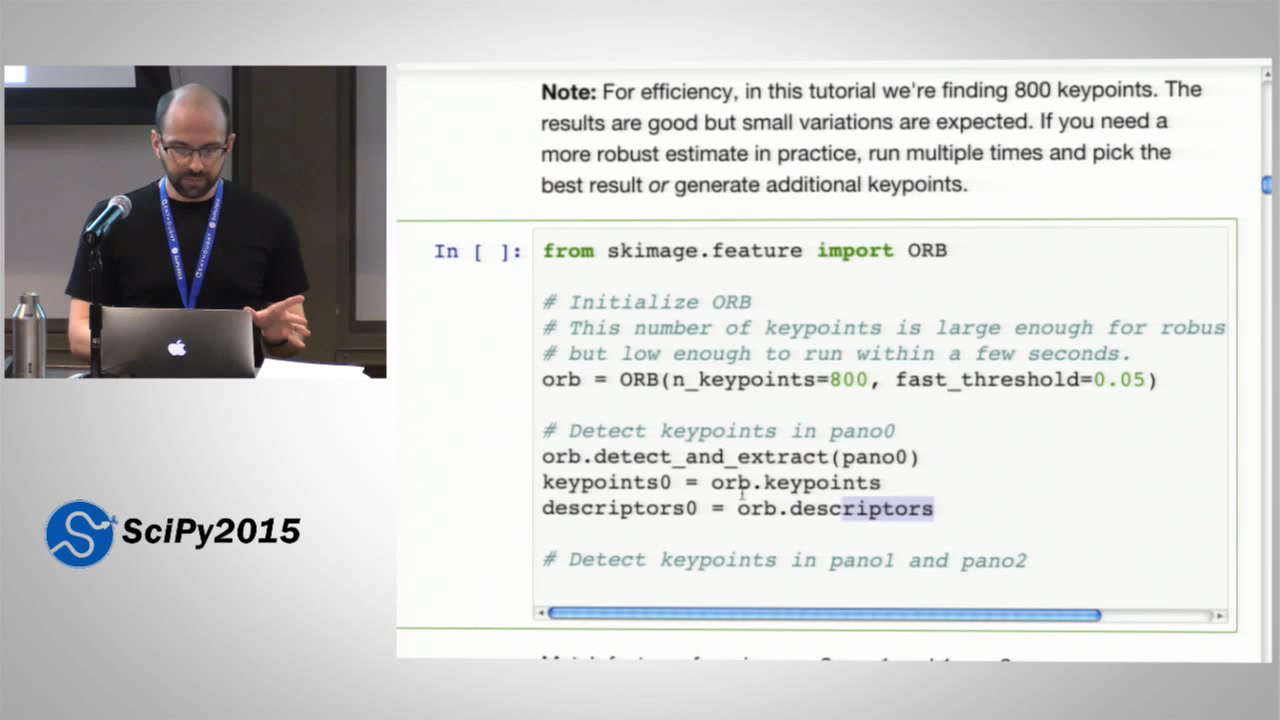 Note: For efficiency, in this tutorial we're finding 800 keypoints. The
results are good but small variations are expected. If you need a
more robust estimate in practice, run multiple times and pick the
best result or generate additional keypoints.
In [ ]: from skimage.feature import ORB
# Initialize ORB
# This number of keypoints is large enough for robus
# but low enough to run within a few seconds.
orb = ORB(n_keypoints=800, fast_threshold=0.05)
# Detect keypoints in pano0
orb.detect_and_extract(pano0)
keypoints0 = orb.keypoints
descriptors0 = orb.descriptors
# Detect keypoints in pano1 and pano2
SciPy2015
ENTHOUGHT